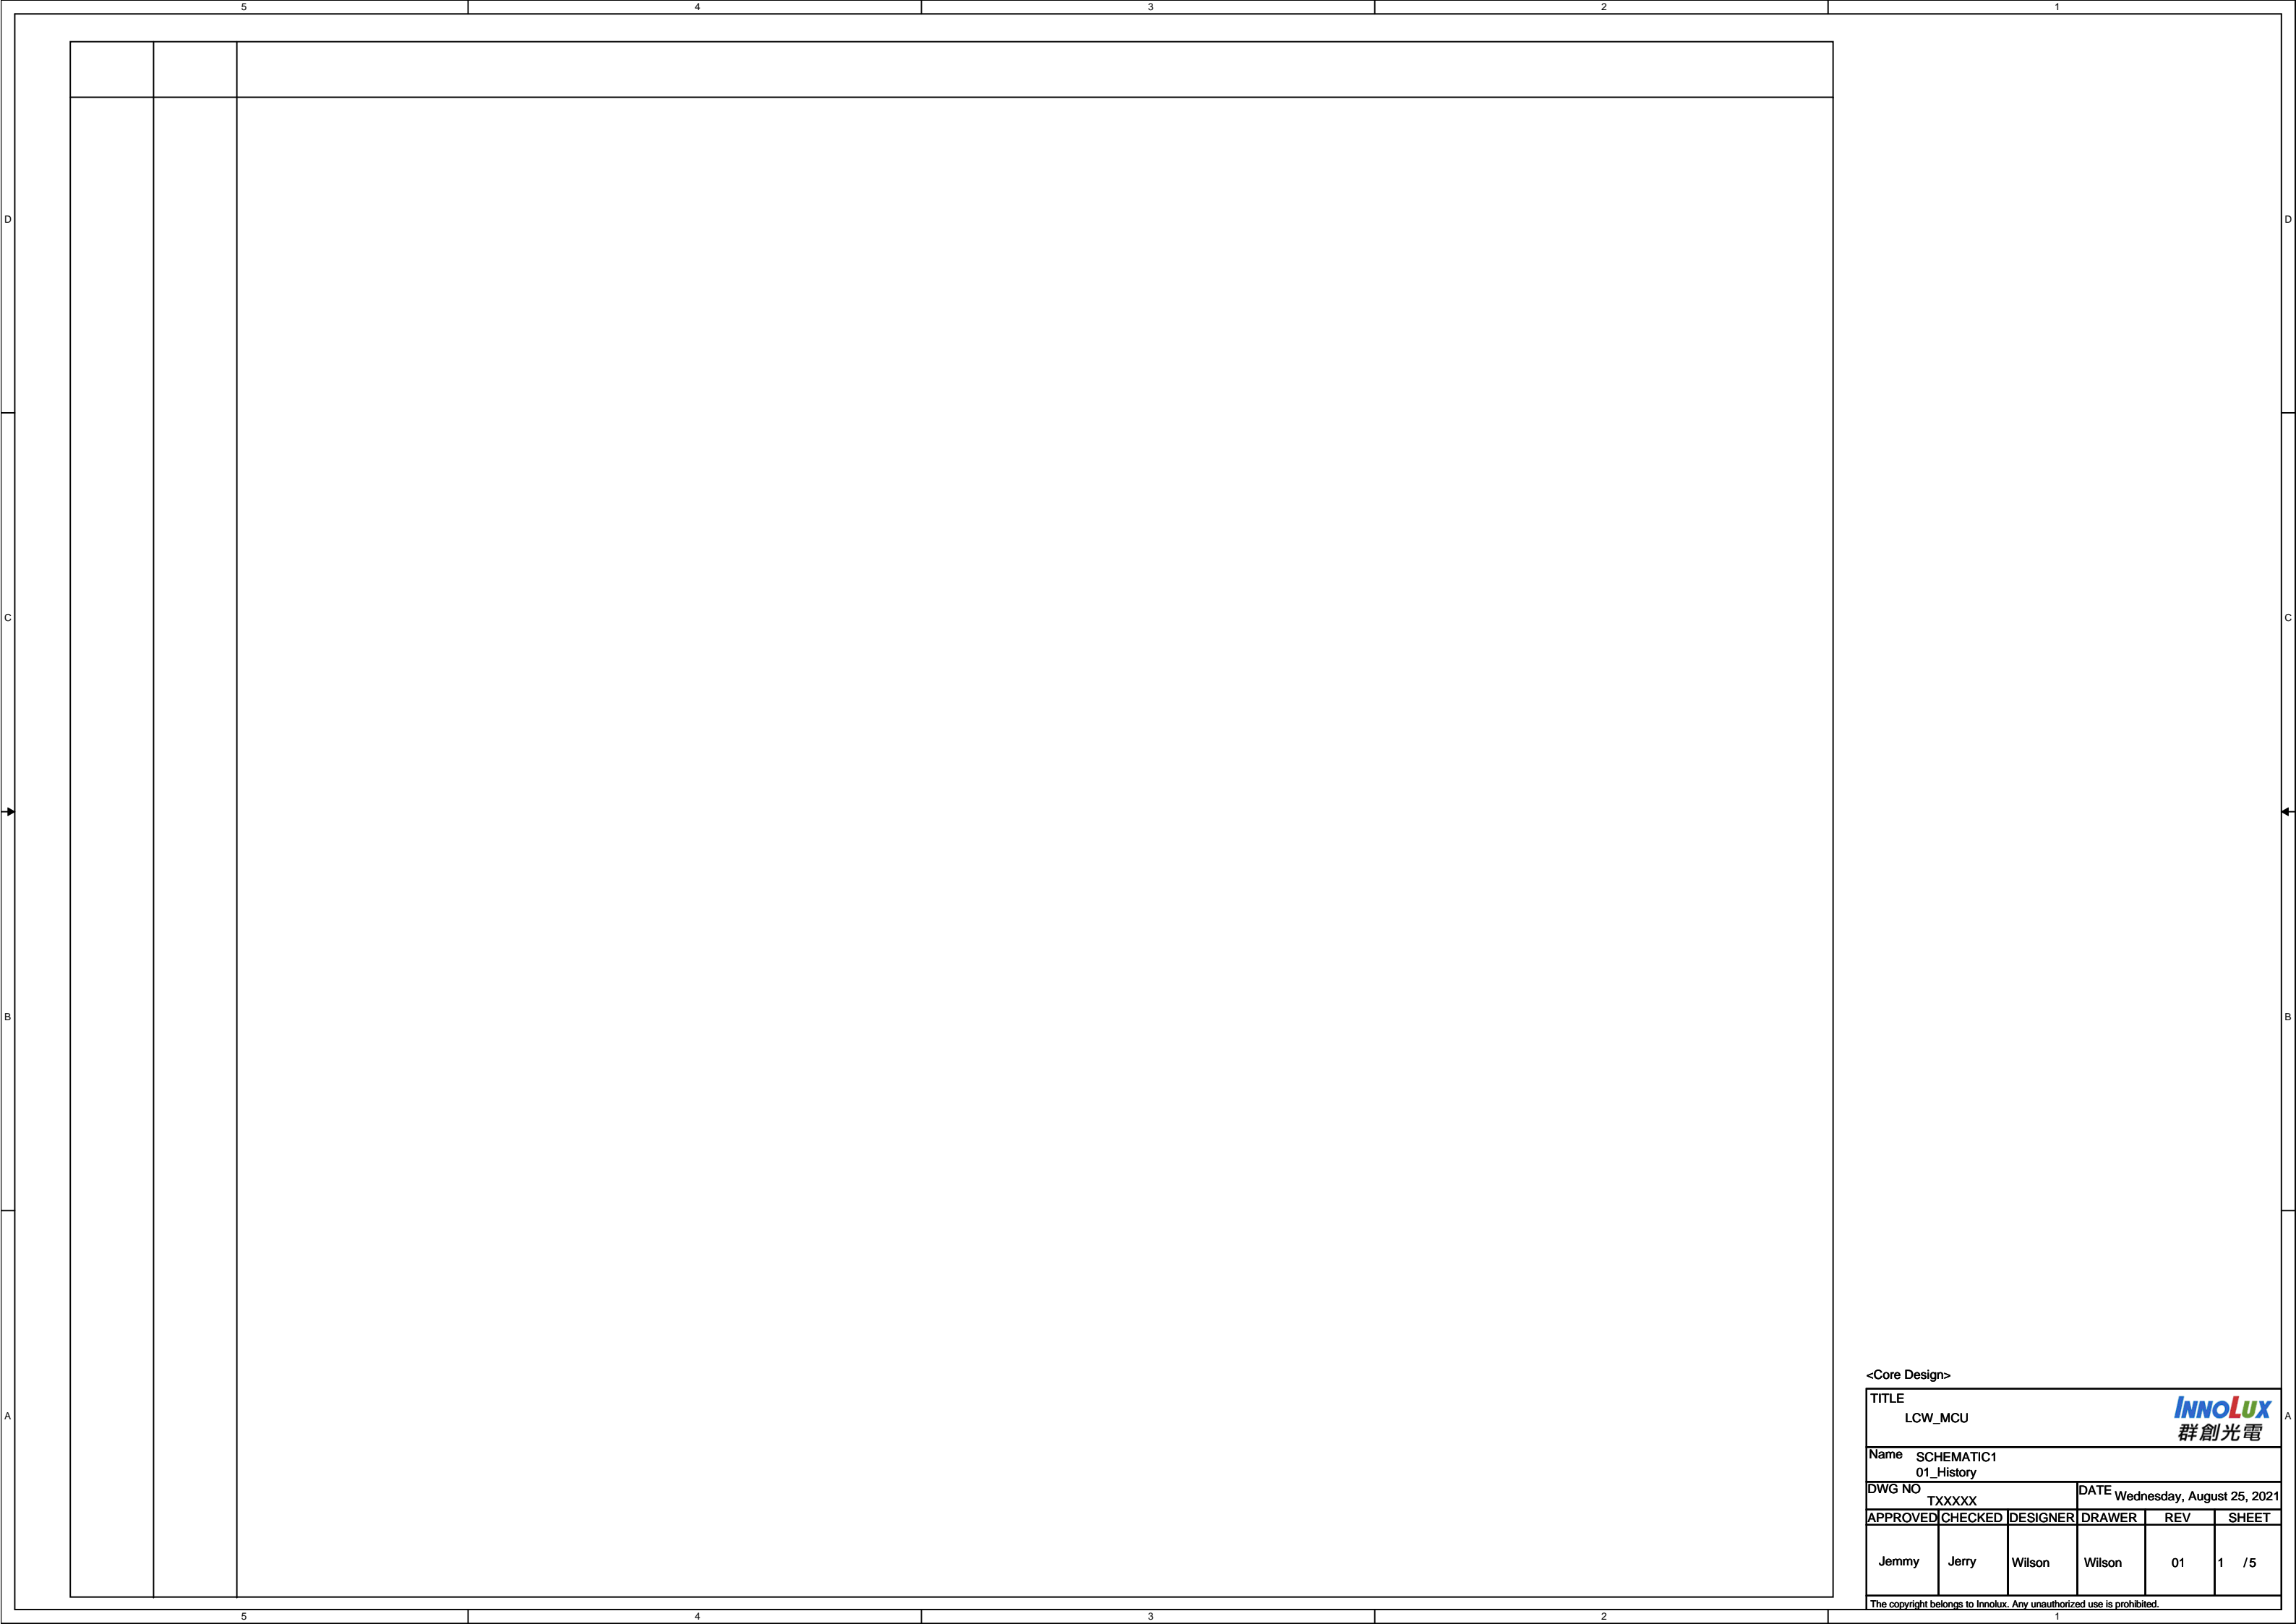 5 4 3 2 1
D D
C C
B B
A A
<Core Design>
TITLE
LCW_MCU
INNOLUX
群創光電
Name SCHEMATIC1
01_History
DWG NO TXXXXX
DATE Wednesday, August 25, 2021
APPROVED CHECKED DESIGNER DRAWER REV SHEET
Jemmy Jerry Wilson Wilson 01 1 /5
The copyright belongs to Innolux. Any unauthorized use is prohibited.
5 4 3 2 1